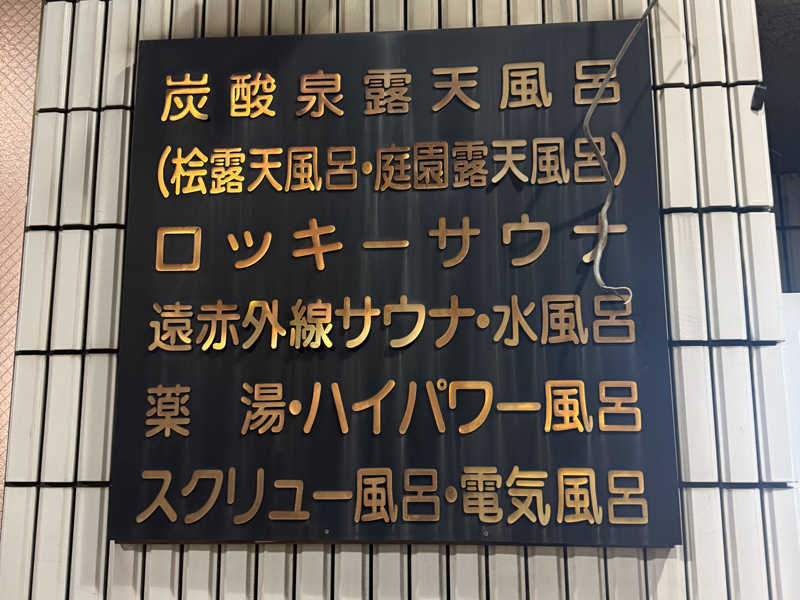 炭酸泉露天風呂
(桧露天風呂・庭園露天風呂)
ロッキーサウナ
遠赤外線サウナ・水風呂
薬　湯・ハイパワー風呂
スクリュー風呂・電気風呂